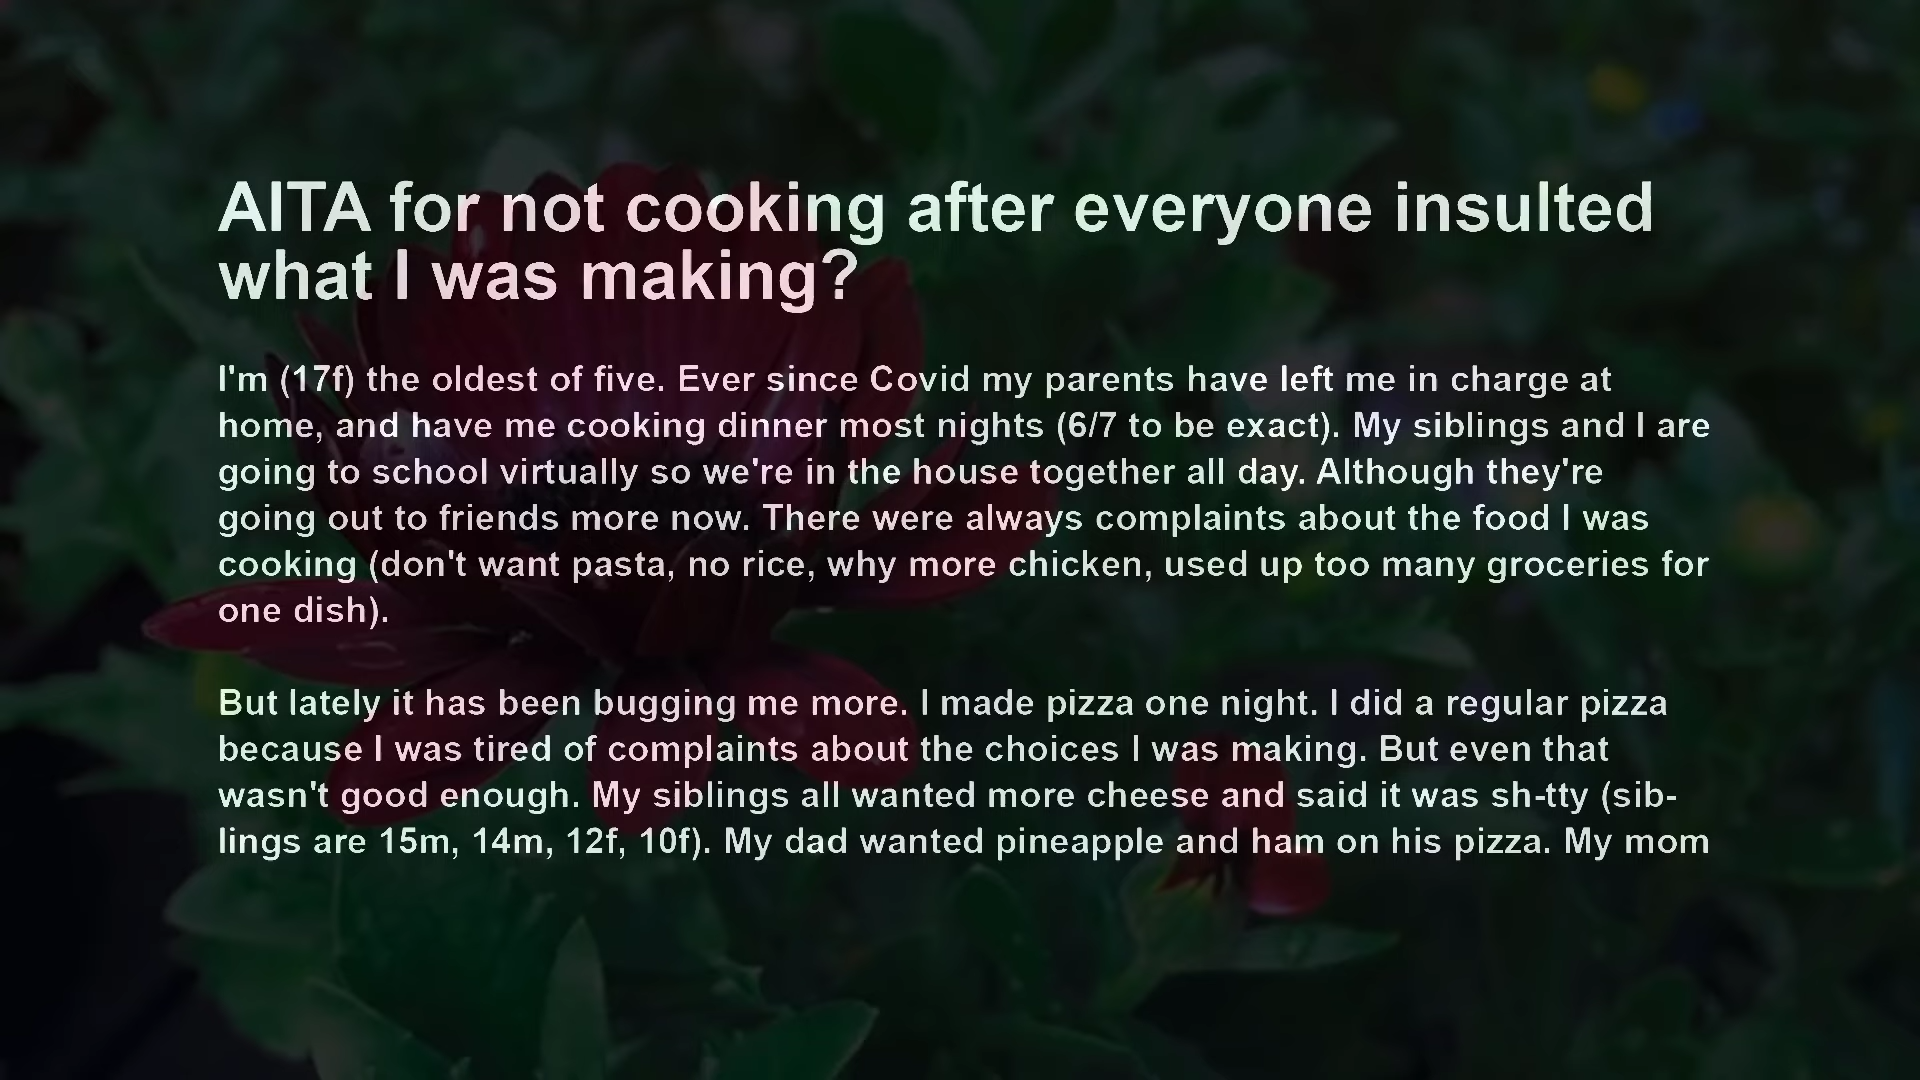 AITA for not cooking after everyone insulted
what I was making?
I'm (17f) the oldest of five. Ever since Covid my parents have left me in charge at
home, and have me cooking dinner most nights (6/7 to be exact). My siblings and I are
going to school virtually so we're in the house together all day. Although they're
going out to friends more now. There were always complaints about the food I was
cooking (don't want pasta, no rice, why more chicken, used up too many groceries for
one dish).
But lately it has been bugging me more. I made pizza one night. I did a regular pizza
because I was tired of complaints about the choices I was making. But even that
wasn't good enough. My siblings all wanted more cheese and said it was sh-tty (sib-
lings are 15m, 14m, 12f, 10f). My dad wanted pineapple and ham on his pizza. My mom